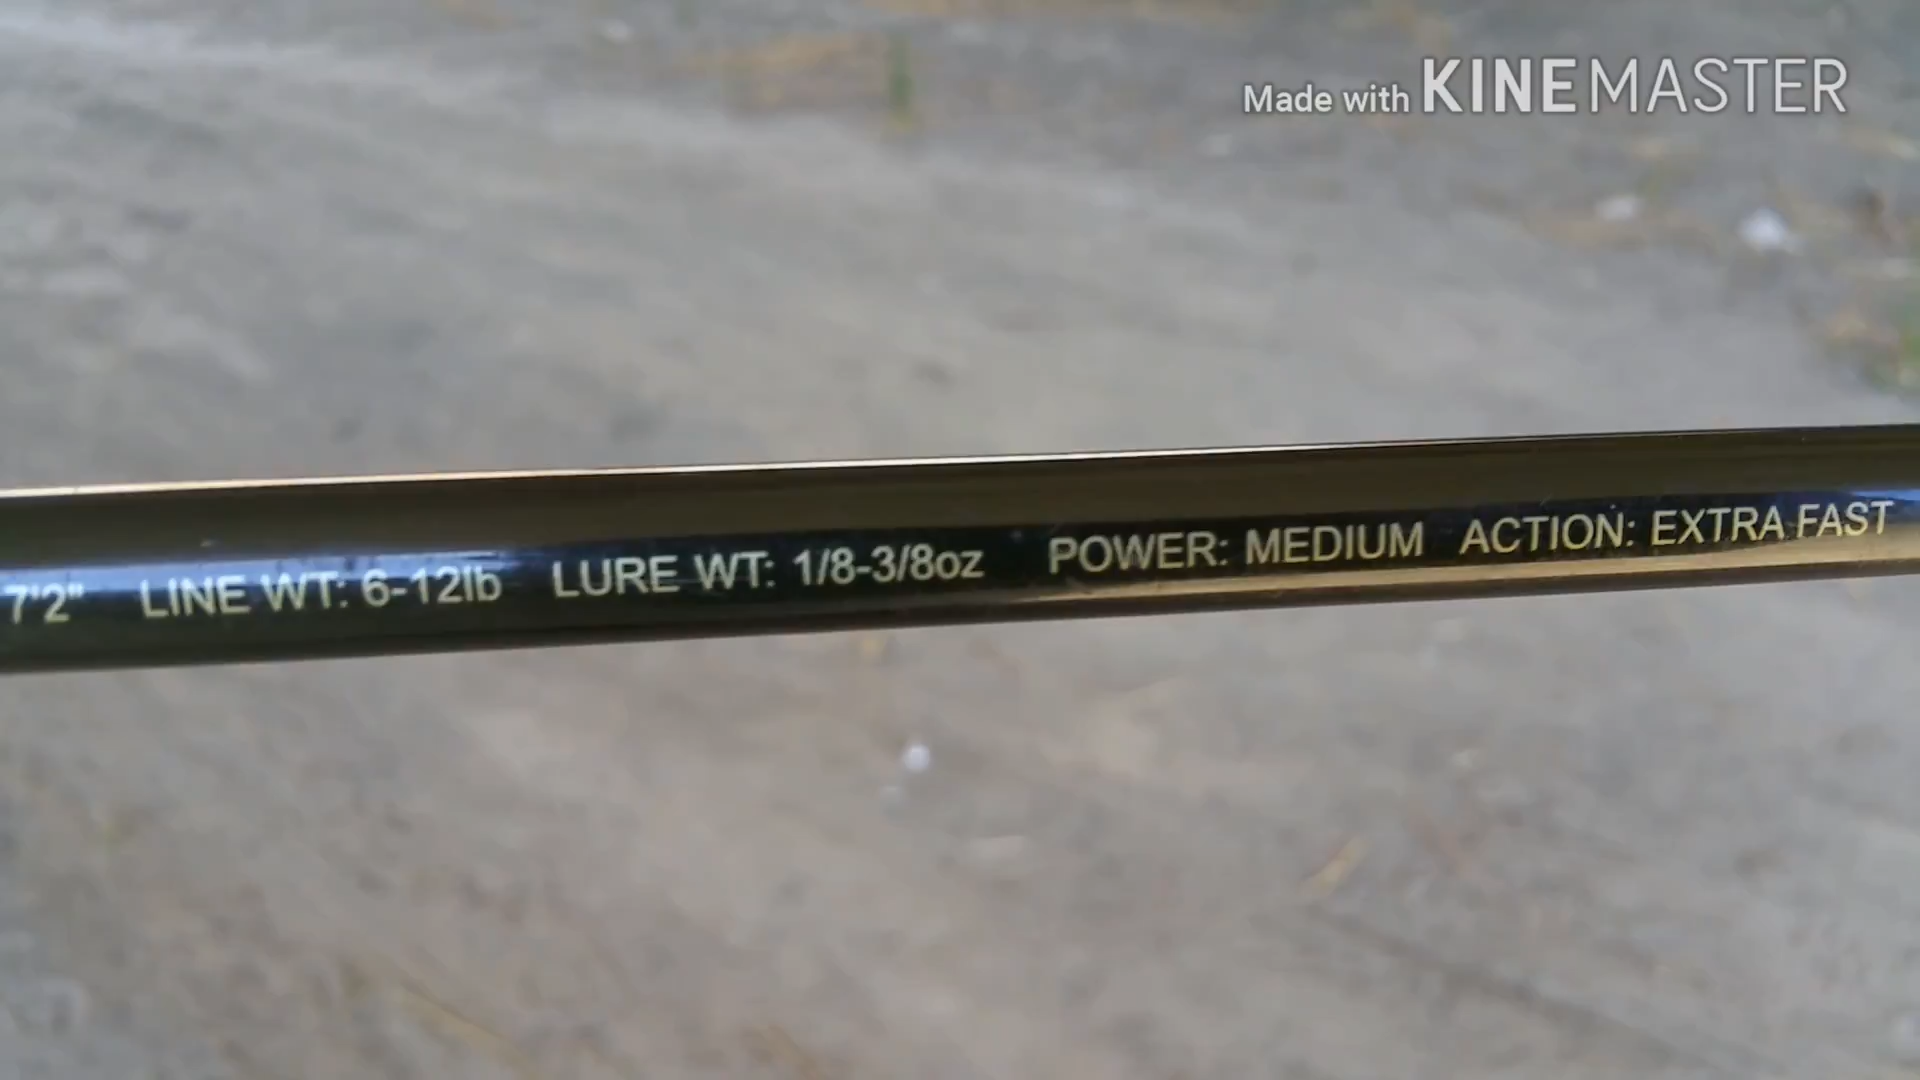 Made with KINEMASTER
7'2" LINE WT: 6-12lb LURE WT: 1/8-3/8oz POWER: MEDIUM ACTION: EXTRA FAST